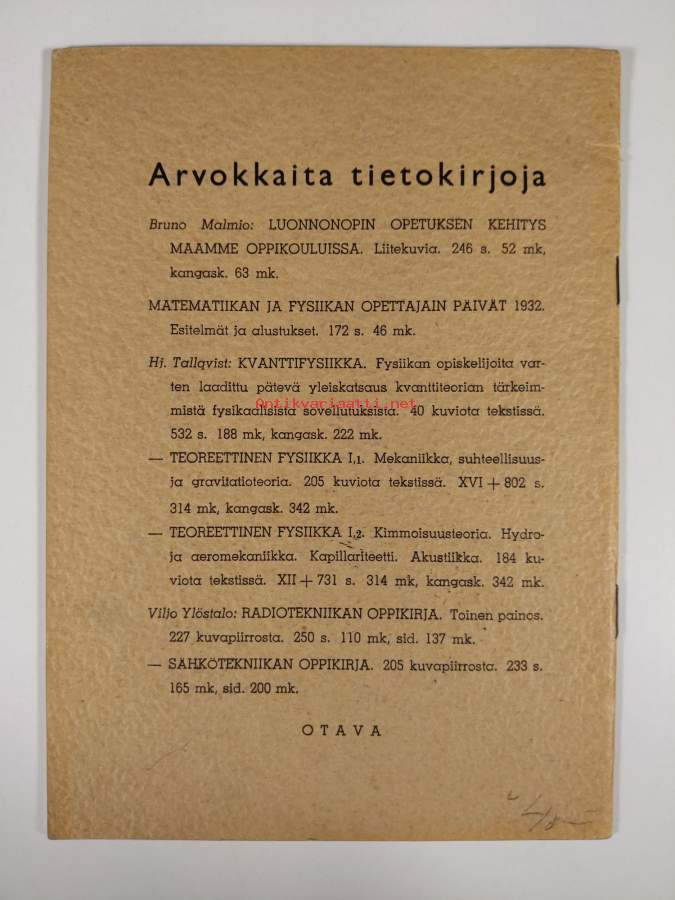 Arvokkaita tietokirjoja
Bruno Malmio: LUONNONOPIN OPETUKSEN KEHITYS
MAAMME OPPIKOULUISSA. Liitekuvia. 246 s. 52 mk,
kangask. 63 mk.
MATEMATIIKAN JA FYSIIKAN OPETTAJAIN PÄIVÄT 1932.
Esitelmät ja alustukset. 172 s. 46 mk.
Hj. Tallqvist: KVANTTIFYSIIKKA. Fysiikan opiskelijoita var-
ten laadittu pätevä yleiskatsaus kvanttiteorian tärkeim-
mistä fysikaalisista sovellutuksista. 40 kuviota tekstissä.
Antikvariaatti.net
532 s. 188 mk, kangask. 222 mk.
— TEOREETTINEN FYSIIKKA I,1. Mekaniikka, suhteellisuus-
ja gravitatioteoria. 205 kuviota tekstissä. XVI + 802 s.
314 mk, kangask. 342 mk.
— TEOREETTINEN FYSIIKKA I,2. Kimmoisuusteoria. Hydro-
ja aeromekaniikka. Kapillariteetti. Akustiikka. 184 ku-
viota tekstissä. XII + 731 s. 314 mk, kangask. 342 mk.
Viljo Ylöstalo: RADIOTEKNIIKAN OPPIKIRJA. Toinen painos.
227 kuvapiirrosta. 250 s. 110 mk, sid. 137 mk.
— SÄHKÖTEKNIIKAN OPPIKIRJA. 205 kuvapiirrosta. 233 s.
165 mk, sid. 200 mk.
OTAVA